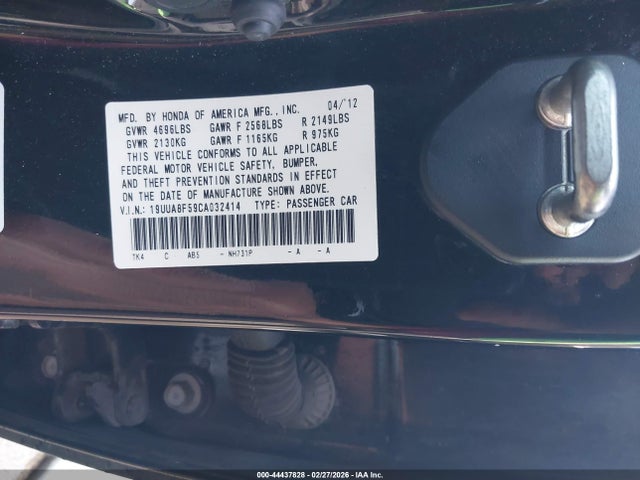 MFD. BY HONDA OF AMERICA MFG., INC. 04/'12
GVWR 4696LBS GAWR F 2568LBS R 2149LBS
GVWR 2130KG GAWR F 1165KG R 975KG
THIS VEHICLE CONFORMS TO ALL APPLICABLE
FEDERAL MOTOR VEHICLE SAFETY, BUMPER,
AND THEFT PREVENTION STANDARDS IN EFFECT
ON THE DATE OF MANUFACTURE SHOWN ABOVE.
V.I.N.: 19UUA8F59CA032414 TYPE: PASSENGER CAR
TK4 C AB5 - NH731P - A - A
000-44437828 - 02/27/2026 - IAA Inc.